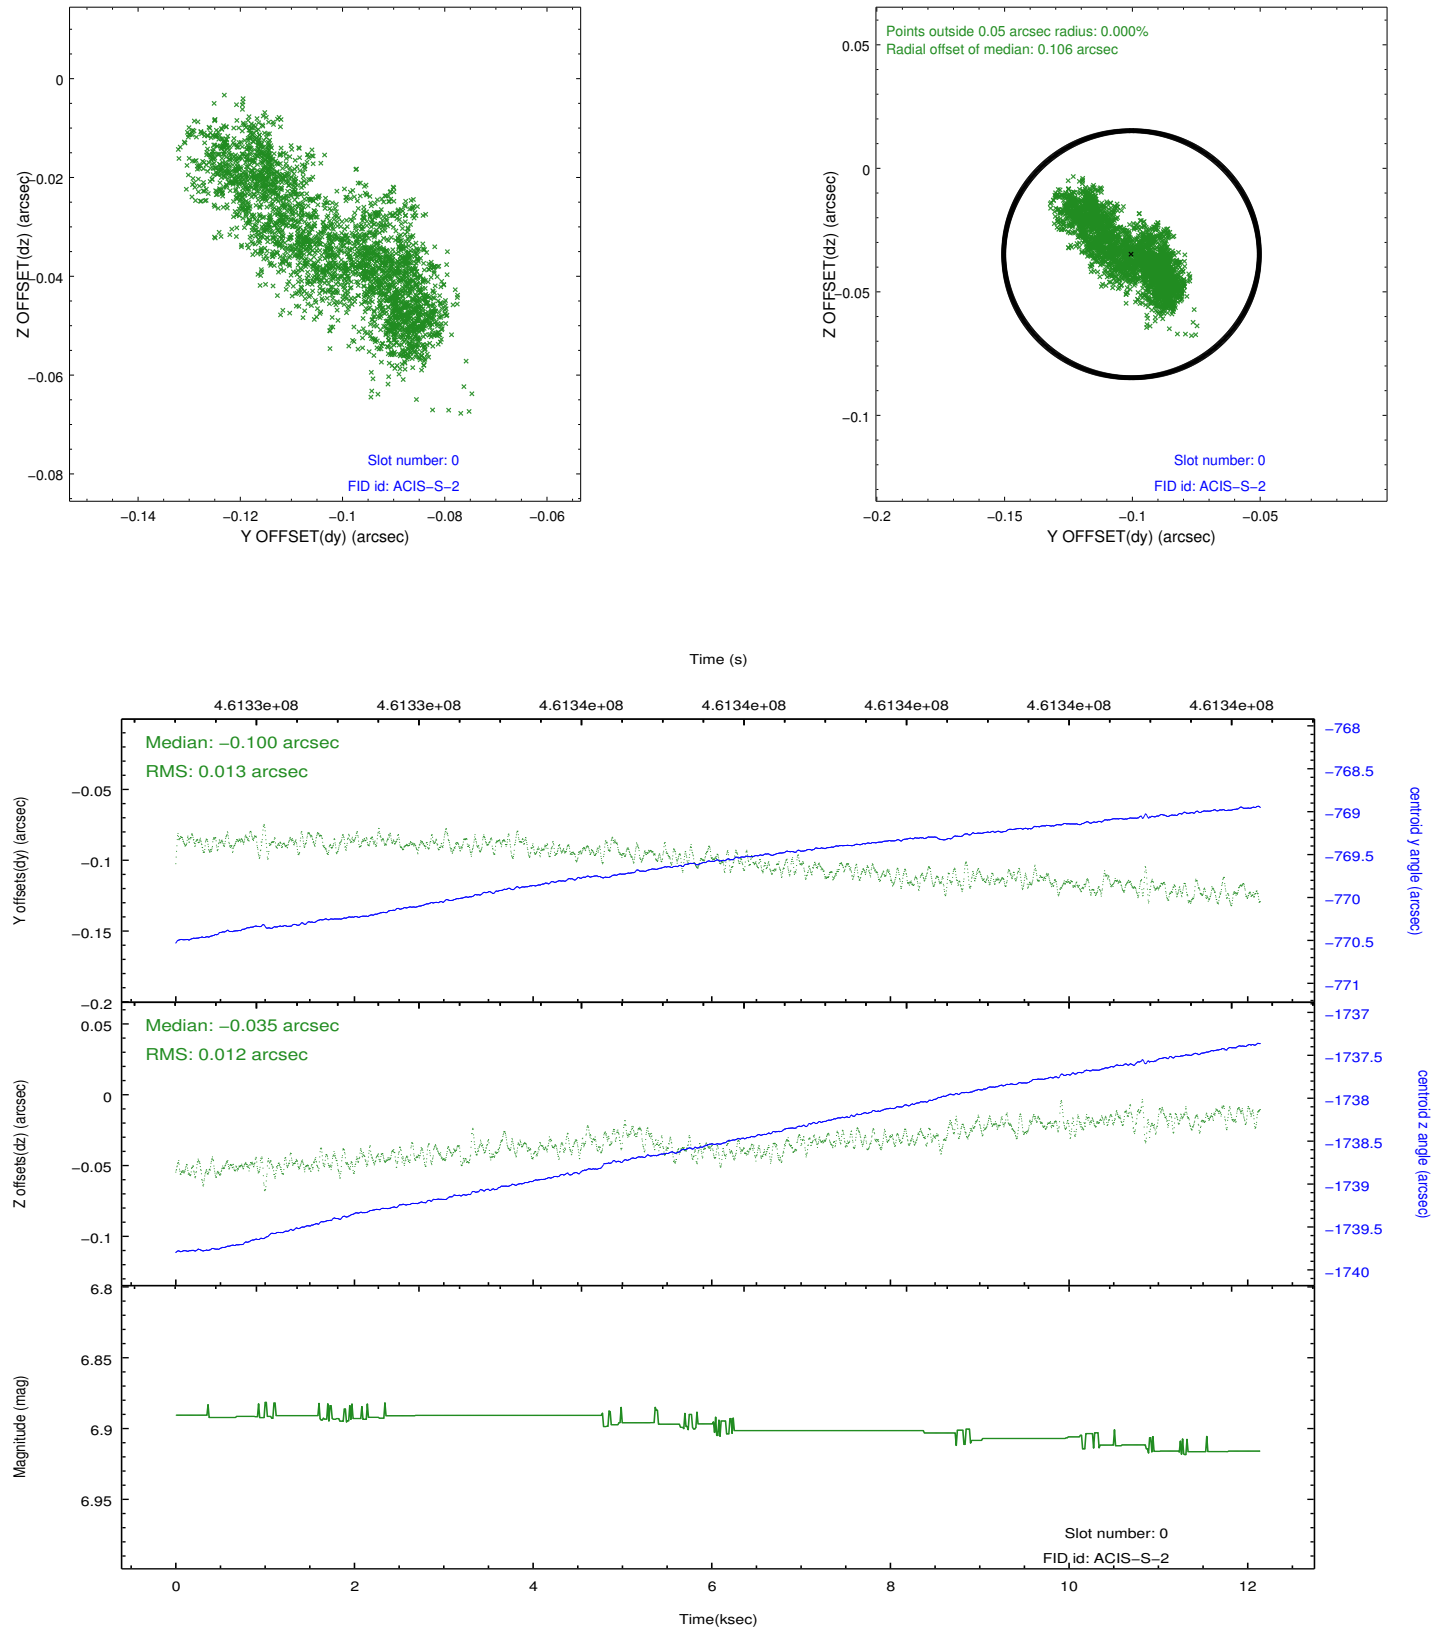 0
−0.02
−0.04
−0.06
−0.08
Z OFFSET(dz) (arcsec)
Slot number: 0
FID id: ACIS−S−2
−0.14 −0.12 −0.1 −0.08 −0.06
Y OFFSET(dy) (arcsec)
Points outside 0.05 arcsec radius: 0.000%
Radial offset of median: 0.106 arcsec
0.05
0
−0.05
−0.1
Z OFFSET(dz) (arcsec)
Slot number: 0
FID id: ACIS−S−2
−0.2 −0.15 −0.1 −0.05
Y OFFSET(dy) (arcsec)
Time (s)
4.6133e+08 4.6133e+08 4.6134e+08 4.6134e+08 4.6134e+08 4.6134e+08 4.6134e+08
Median: −0.100 arcsec
RMS: 0.013 arcsec
−0.05
−0.1
−0.15
−0.2
Y offsets(dy) (arcsec)
−768
−768.5
−769
−769.5
−770
−770.5
−771
centroid y angle (arcsec)
Median: −0.035 arcsec
RMS: 0.012 arcsec
0.05
0
−0.05
−0.1
Z offsets(dz) (arcsec)
−1737
−1737.5
−1738
−1738.5
−1739
−1739.5
−1740
centroid z angle (arcsec)
6.8
6.85
6.9
6.95
Magnitude (mag)
Slot number: 0
FID id: ACIS−S−2
0 2 4 6 8 10 12
Time(ksec)